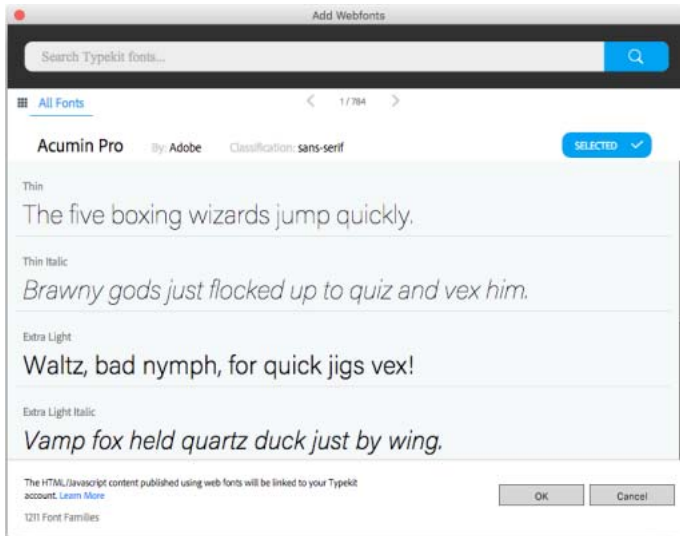 Add Webfonts
Search Typekit fonts...
All Fonts 1 / 784
Acumin Pro By: Adobe Classification: sans-serif SELECTED
Thin
The five boxing wizards jump quickly.
Thin Italic
Brawny gods just flocked up to quiz and vex him.
Extra Light
Waltz, bad nymph, for quick jigs vex!
Extra Light Italic
Vamp fox held quartz duck just by wing.
The HTML/Javascript content published using web fonts will be linked to your Typekit
account. Learn More
OK Cancel
1211 Font Families